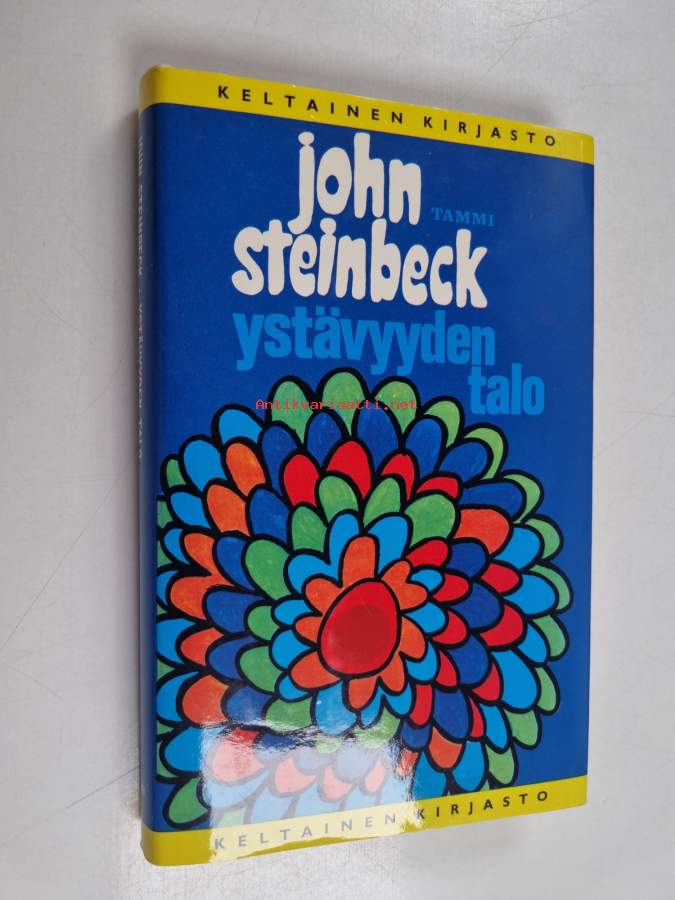 KELTAINEN KIRJASTO
john
TAMMI
steinbeck
ystävyyden
talo
Antikvariaatti.net
KELTAINEN KIRJASTO
JOHN STEINBECK YSTÄVYYDEN TALO